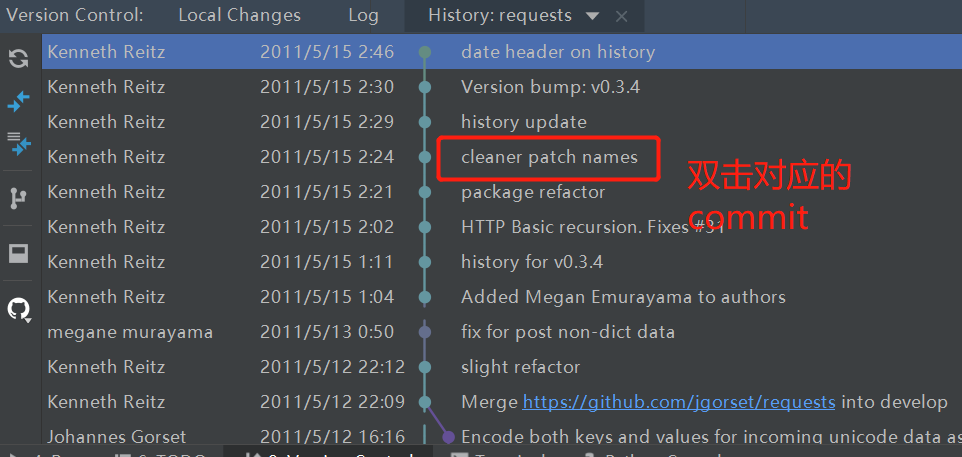 Version Control: Local Changes Log History: requests
Kenneth Reitz 2011/5/15 2:46 date header on history
Kenneth Reitz 2011/5/15 2:30 Version bump: v0.3.4
Kenneth Reitz 2011/5/15 2:29 history update
Kenneth Reitz 2011/5/15 2:24 cleaner patch names
双击对应的
Kenneth Reitz 2011/5/15 2:21 package refactor
commit
Kenneth Reitz 2011/5/15 2:02 HTTP Basic recursion. Fixes #31
Kenneth Reitz 2011/5/15 1:11 history for v0.3.4
Kenneth Reitz 2011/5/15 1:04 Added Megan Emurayama to authors
megane murayama 2011/5/13 0:50 fix for post non-dict data
Kenneth Reitz 2011/5/12 22:12 slight refactor
Kenneth Reitz 2011/5/12 22:09 Merge https://github.com/jgorset/requests into develop
Johannes Gorset 2011/5/12 16:16 Encode both keys and values for incoming unicode data as